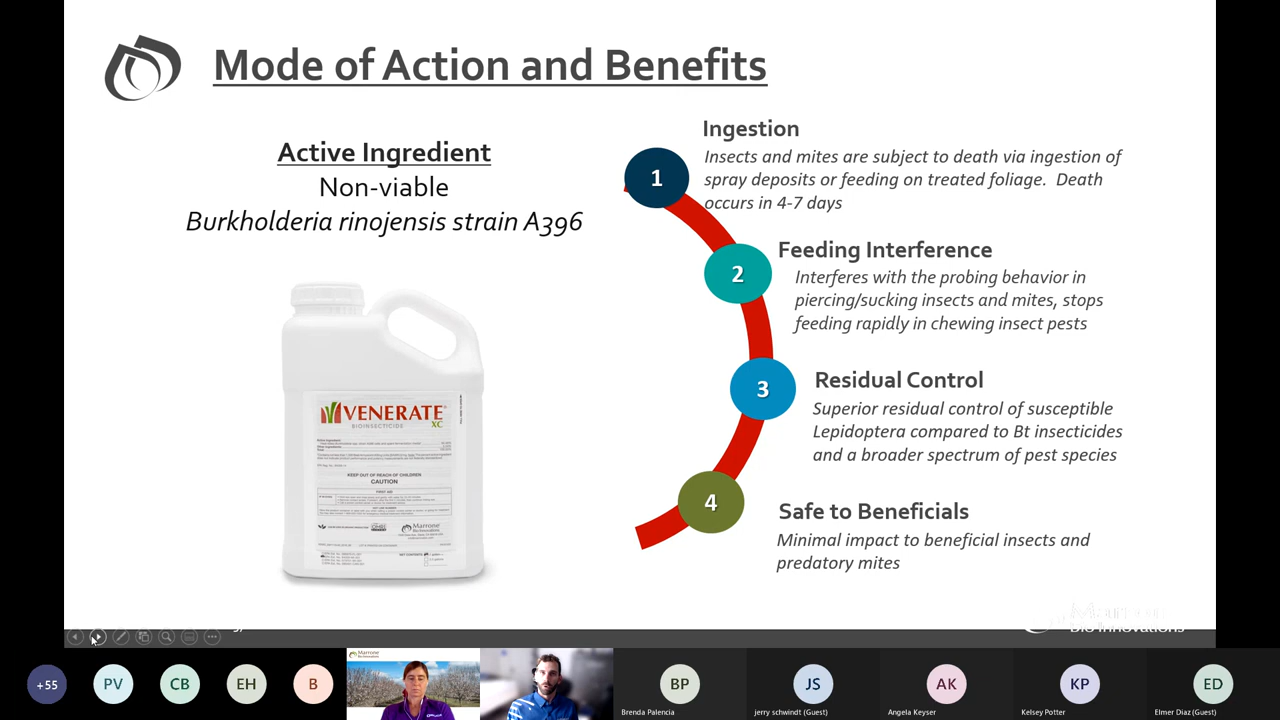 Mode of Action and Benefits
Active Ingredient
Non-viable
Burkholderia rinojensis strain A396
1
Ingestion
Insects and mites are subject to death via ingestion of
spray deposits or feeding on treated foliage. Death
occurs in 4-7 days
2
Feeding Interference
Interferes with the probing behavior in
piercing/sucking insects and mites, stops
feeding rapidly in chewing insect pests
3
Residual Control
Superior residual control of susceptible
Lepidoptera compared to Bt insecticides
and a broader spectrum of pest species
4
Safe to Beneficials
Minimal impact to beneficial insects and
predatory mites
VENERATE
XC
BIOINSECTICIDE
KEEP OUT OF REACH OF CHILDREN
CAUTION
FIRST AID
Marrone
Bio Innovations
+55
PV
CB
EH
B
Marrone
BP
Brenda Palencia
JS
jerry schwindt (Guest)
AK
Angela Keyser
KP
Kelsey Potter
ED
Elmer Diaz (Guest)